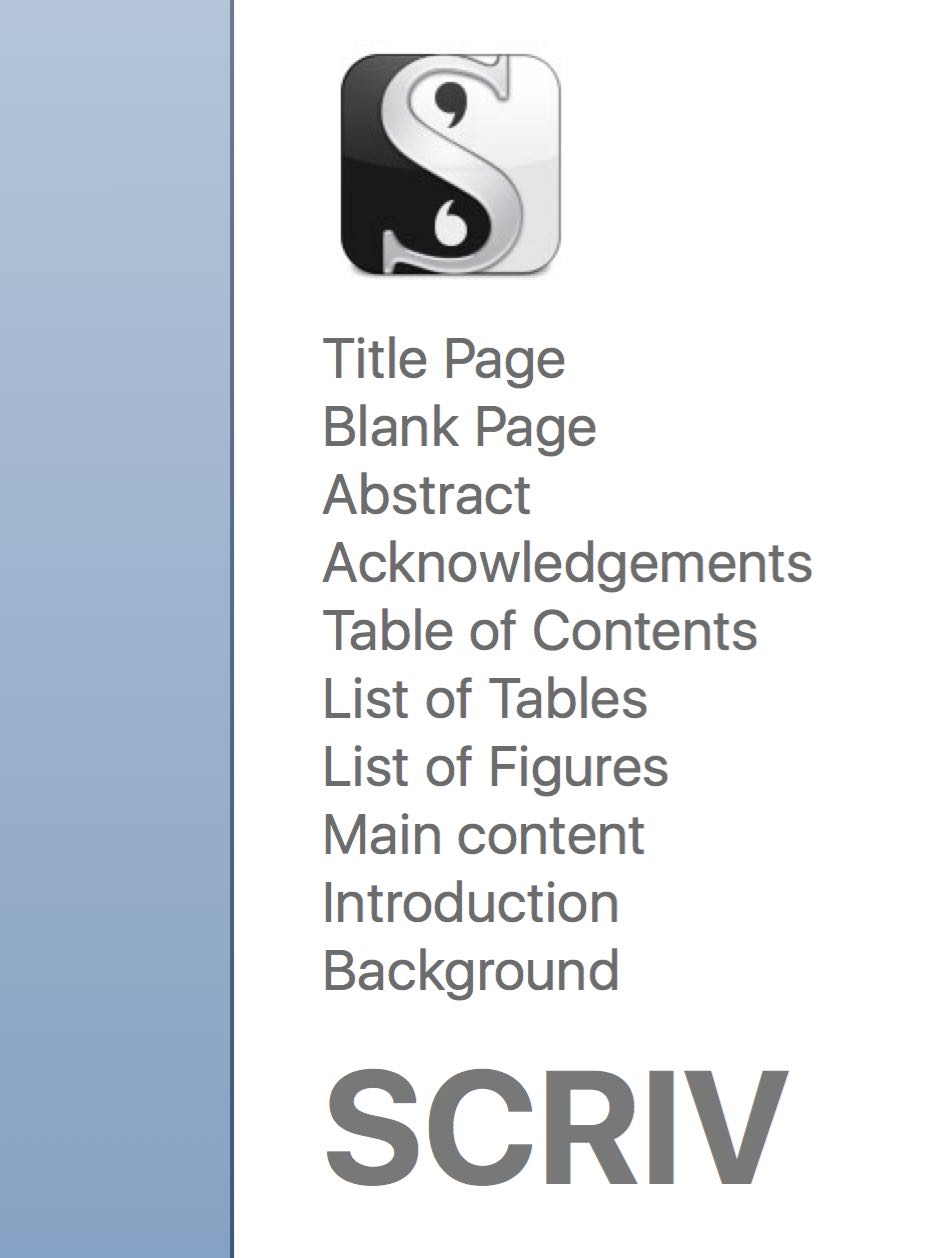 Title Page
Blank Page
Abstract
Acknowledgements
Table of Contents
List of Tables
List of Figures
Main content
Introduction
Background
SCRIV